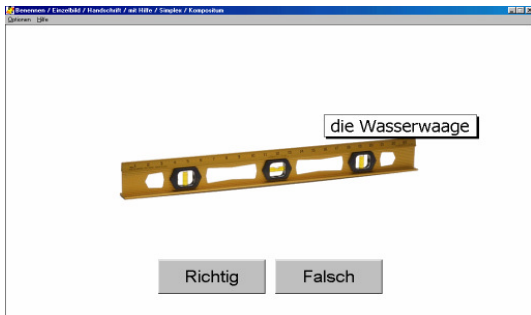 Benennen / Einzelbild / Handschrift / mit Hilfe / Simplex / Kompositum
Optionen Hilfe
die Wasserwaage
Richtig
Falsch